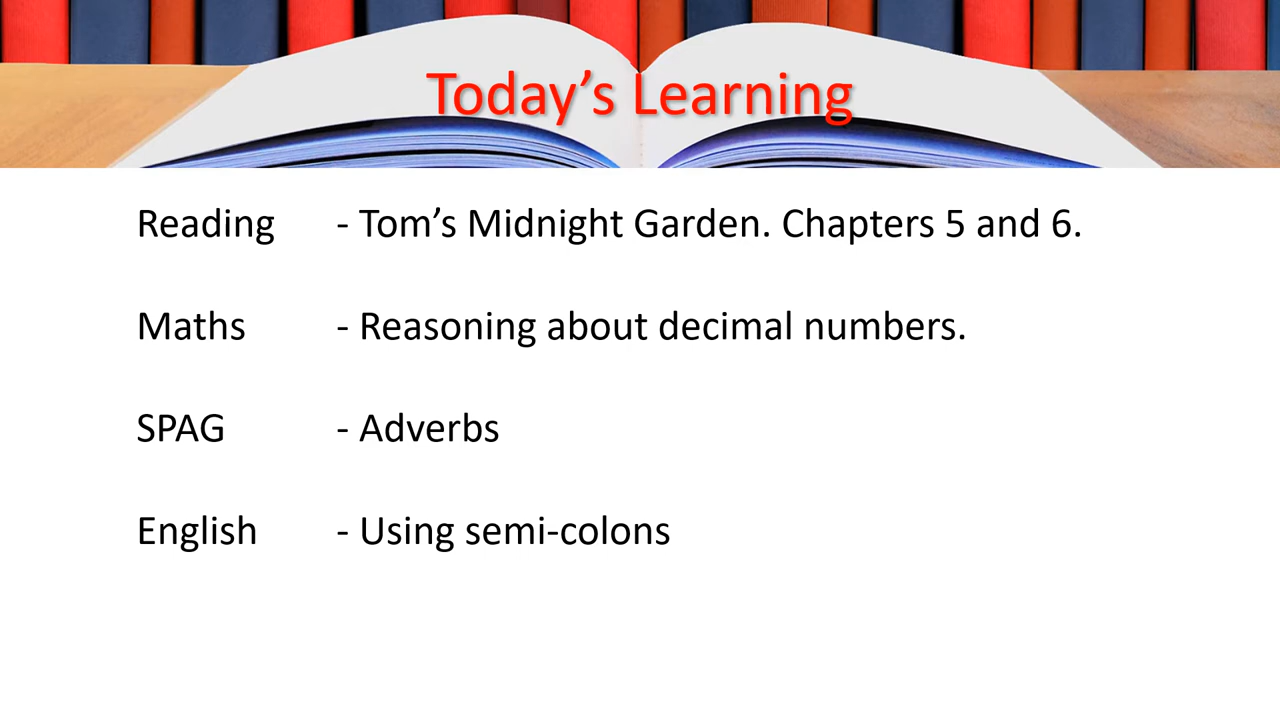 Today’s Learning
Reading - Tom’s Midnight Garden. Chapters 5 and 6.
Maths - Reasoning about decimal numbers.
SPAG - Adverbs
English - Using semi-colons